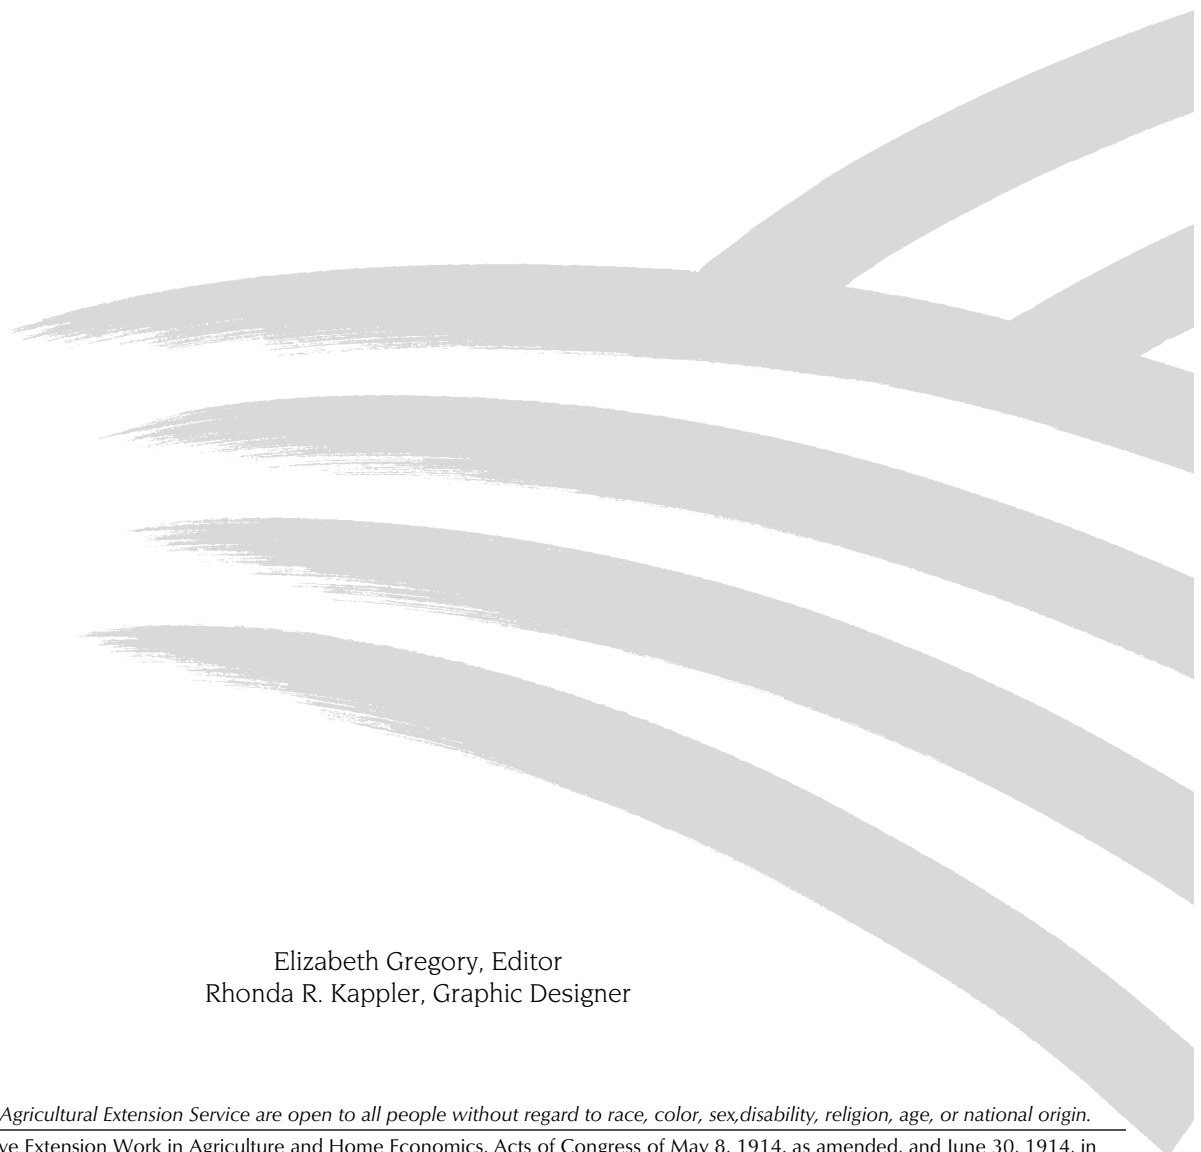 Elizabeth Gregory, Editor
Rhonda R. Kappler, Graphic Designer
Agricultural Extension Service are open to all people without regard to race, color, sex,disability, religion, age, or national origin.
ve Extension Work in Agriculture and Home Economics, Acts of Congress of May 8, 1914, as amended, and June 30, 1914, in